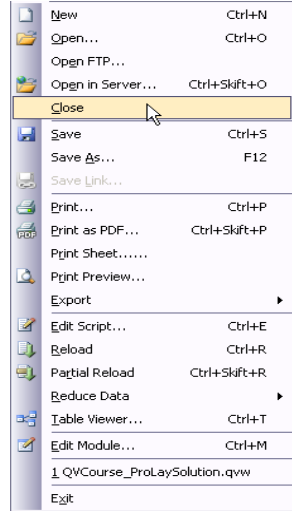 New Ctrl+N
Open... Ctrl+O
Open FTP...
Open in Server... Ctrl+Skift+O
Close
Save Ctrl+S
Save As... F12
Save Link...
Print... Ctrl+P
PDF Print as PDF... Ctrl+Skift+P
Print Sheet......
Print Preview...
Export
Edit Script... Ctrl+E
Reload Ctrl+R
Partial Reload Ctrl+Skift+R
Reduce Data
Table Viewer... Ctrl+T
Edit Module... Ctrl+M
1 QVCourse_ProLaySolution.qvw
Exit